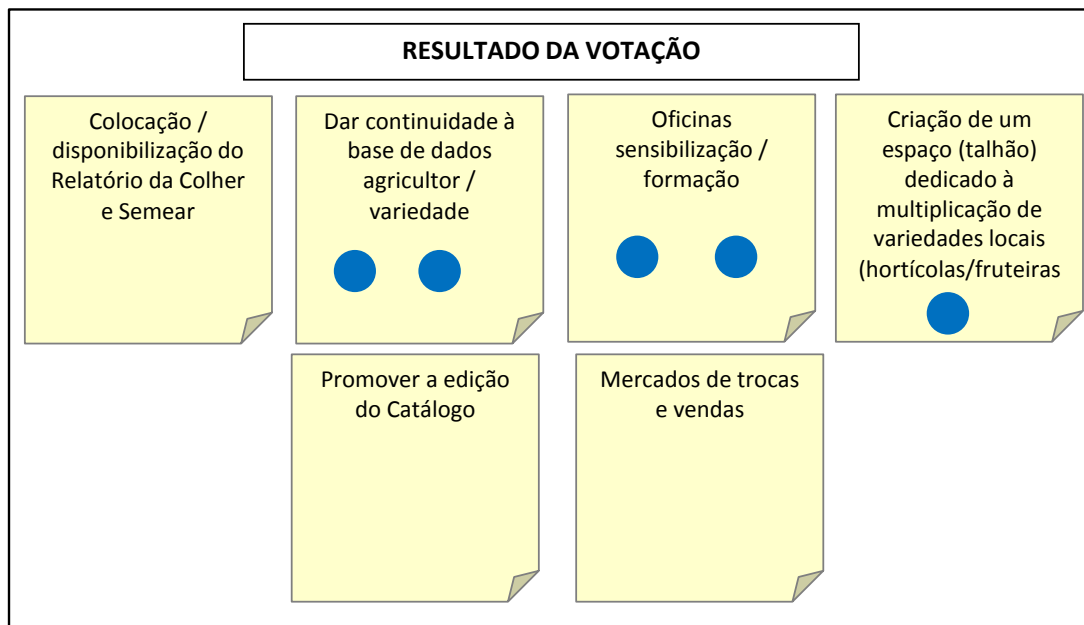 RESULTADO DA VOTAÇÃO
Colocação /
disponibilização do
Relatório da Colher
e Semear
Dar continuidade à
base de dados
agricultor /
variedade
Oficinas
sensibilização /
formação
Criação de um
espaço (talhão)
dedicado à
multiplicação de
variedades locais
(hortícolas/fruteiras
Promover a edição
do Catálogo
Mercados de trocas
e vendas